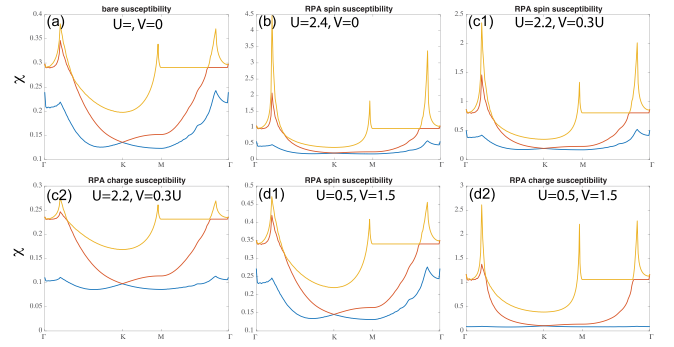 bare susceptibility
(a) U=, V=0
χ
0.4
0.35
0.3
0.25
0.2
0.15
0.1
Γ K M Γ
RPA spin susceptibility
(b) U=2.4, V=0
4.5
4
3.5
3
2.5
2
1.5
1
0.5
0
Γ K M Γ
RPA spin susceptibility
(c1) U=2.2, V=0.3U
2.5
2
1.5
1
0.5
0
Γ K M Γ
RPA charge susceptibility
(c2) U=2.2, V=0.3U
χ
0.3
0.25
0.2
0.15
0.1
0.05
0
Γ K M Γ
RPA spin susceptibility
(d1) U=0.5, V=1.5
0.5
0.45
0.4
0.35
0.3
0.25
0.2
0.15
0.1
Γ K M Γ
RPA charge susceptibility
(d2) U=0.5, V=1.5
3
2.5
2
1.5
1
0.5
0
Γ K M Γ